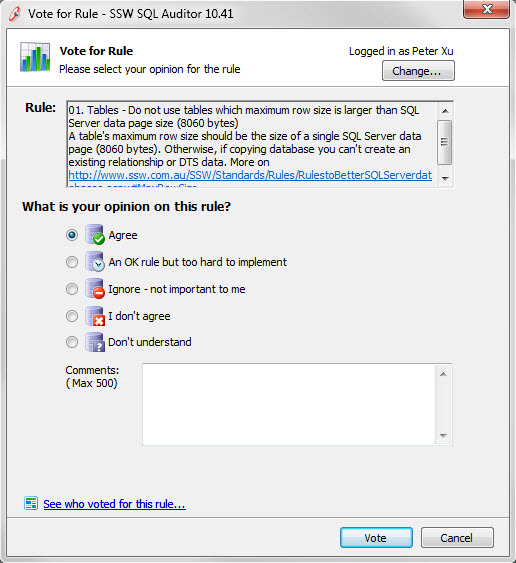 Vote for Rule - SSW SQL Auditor 10.41
Vote for Rule
Please select your opinion for the rule
Logged in as Peter Xu
Change...
Rule:
01. Tables - Do not use tables which maximum row size is larger than SQL
Server data page size (8060 bytes)
A table's maximum row size should be the size of a single SQL Server data
page (8060 bytes). Otherwise, if copying database you can't create an
existing relationship or DTS data. More on
http://www.ssw.com.au/SSW/Standards/Rules/RulestoBetterSQLServerdat
What is your opinion on this rule?
Agree
An OK rule but too hard to implement
Ignore - not important to me
I don't agree
Don't understand
Comments:
( Max 500)
See who voted for this rule...
Vote
Cancel